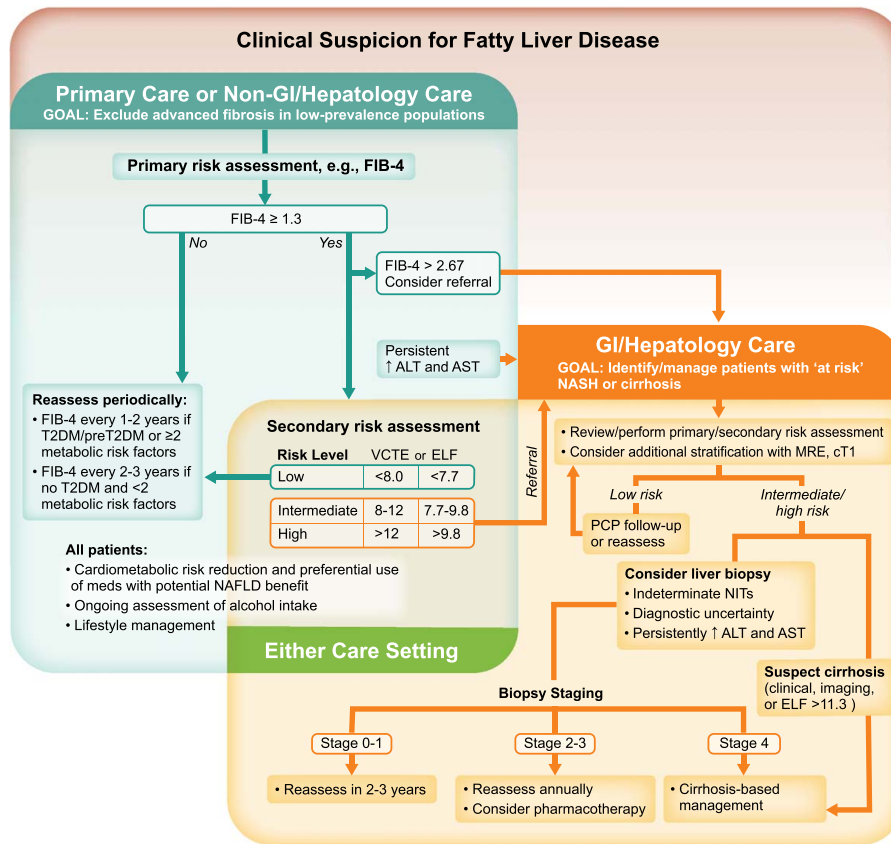 Clinical Suspicion for Fatty Liver Disease
Primary Care or Non-GI/Hepatology Care
GOAL: Exclude advanced fibrosis in low-prevalence populations
Primary risk assessment, e.g., FIB-4
FIB-4 ≥ 1.3
No
Yes
FIB-4 > 2.67
Consider referral
Persistent
↑ ALT and AST
GI/Hepatology Care
GOAL: Identify/manage patients with ‘at risk’
NASH or cirrhosis
Reassess periodically:
• FIB-4 every 1-2 years if
T2DM/preT2DM or ≥2
metabolic risk factors
• FIB-4 every 2-3 years if
no T2DM and <2
metabolic risk factors
Secondary risk assessment
Risk Level VCTE or ELF
Low <8.0 <7.7
Intermediate 8-12 7.7-9.8
High >12 >9.8
Referral
• Review/perform primary/secondary risk assessment
• Consider additional stratification with MRE, cT1
Low risk
Intermediate/
high risk
PCP follow-up
or reassess
All patients:
• Cardiometabolic risk reduction and preferential use
of meds with potential NAFLD benefit
• Ongoing assessment of alcohol intake
• Lifestyle management
Either Care Setting
Consider liver biopsy
• Indeterminate NITs
• Diagnostic uncertainty
• Persistently ↑ ALT and AST
Suspect cirrhosis
(clinical, imaging,
or ELF >11.3 )
Biopsy Staging
Stage 0-1
Stage 2-3
Stage 4
• Reassess in 2-3 years
• Reassess annually
• Consider pharmacotherapy
• Cirrhosis-based
management